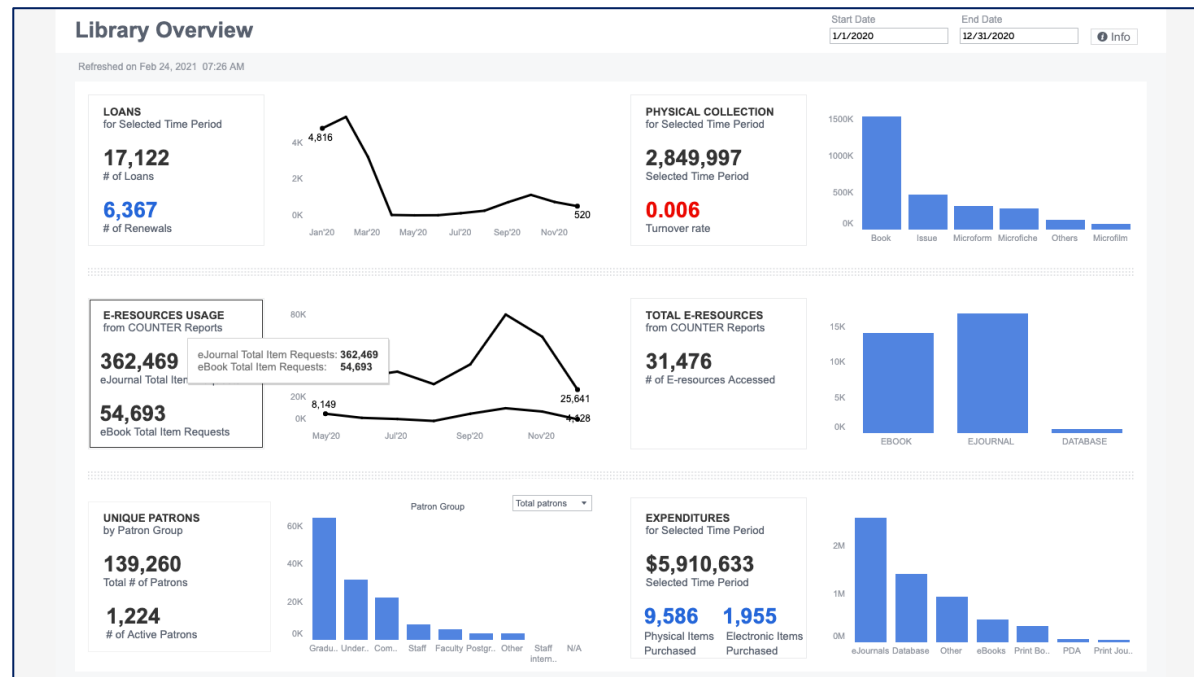 Library Overview
Start Date
End Date
1/1/2020
12/31/2020
Info
Refreshed on Feb 24, 2021 07:26 AM
LOANS
for Selected Time Period
17,122
# of Loans
6,367
# of Renewals
4K
2K
0K
4,816
520
Jan'20 Mar'20 May'20 Jul'20 Sep'20 Nov'20
PHYSICAL COLLECTION
for Selected Time Period
2,849,997
Selected Time Period
0.006
Turnover rate
1500K
1000K
500K
0K
Book Issue Microform Microfiche Others Microfilm
E-RESOURCES USAGE
from COUNTER Reports
362,469
eJournal Total Item
54,693
eBook Total Item Requests
eJournal Total Item Requests: 362,469
eBook Total Item Requests: 54,693
80K
20K
0K
8,149
25,641
4,128
May'20 Jul'20 Sep'20 Nov'20
TOTAL E-RESOURCES
from COUNTER Reports
31,476
# of E-resources Accessed
15K
10K
5K
0K
EBOOK EJOURNAL DATABASE
UNIQUE PATRONS
by Patron Group
139,260
Total # of Patrons
1,224
# of Active Patrons
Patron Group
Total patrons
60K
40K
20K
0K
Gradu.. Under.. Com.. Staff Faculty Postgr.. Other Staff intern.. N/A
EXPENDITURES
for Selected Time Period
$5,910,633
Selected Time Period
9,586
Physical Items
Purchased
1,955
Electronic Items
Purchased
2M
1M
0M
eJournals Database Other eBooks Print Bo.. PDA Print Jou..